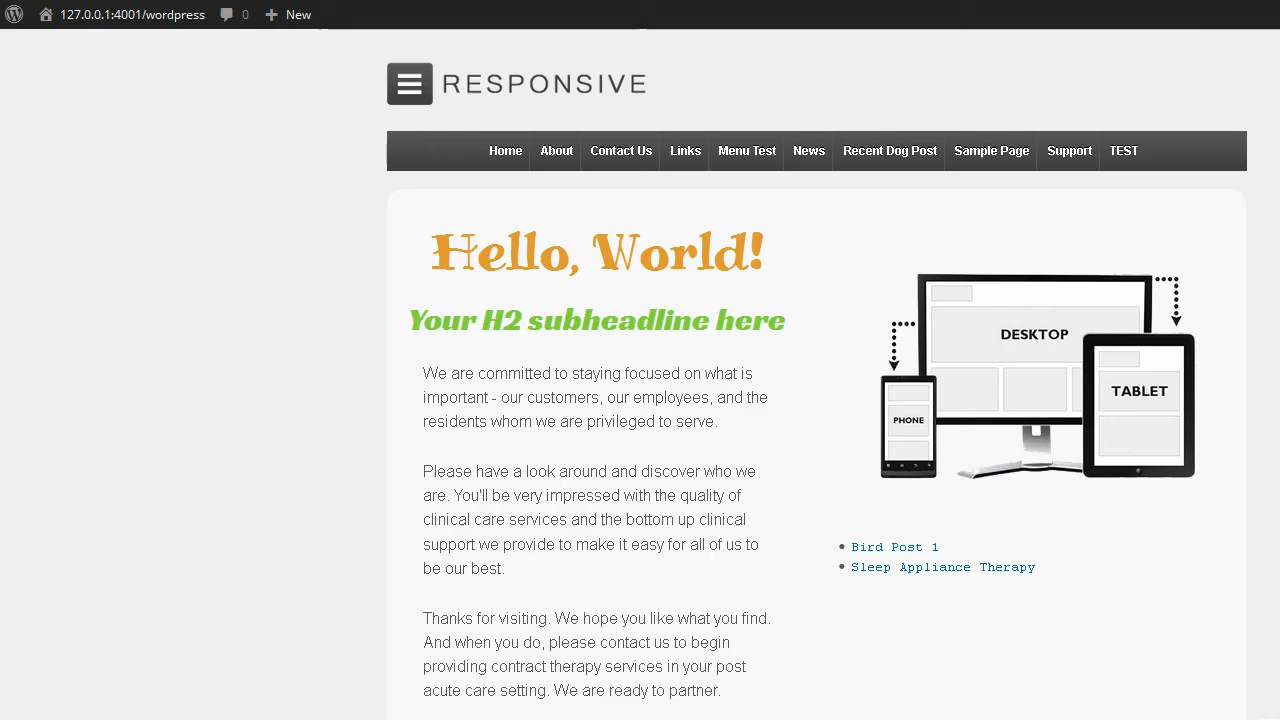 127.0.0.1:4001/wordpress 0 New
RESPONSIVE
Home About Contact Us Links Menu Test News Recent Dog Post Sample Page Support TEST
Hello, World!
Your H2 subheadline here
We are committed to staying focused on what is
important - our customers, our employees, and the
residents whom we are privileged to serve.
Please have a look around and discover who we
are. You'll be very impressed with the quality of
clinical care services and the bottom up clinical
support we provide to make it easy for all of us to
be our best.
Thanks for visiting. We hope you like what you find.
And when you do, please contact us to begin
providing contract therapy services in your post
acute care setting. We are ready to partner.
DESKTOP
TABLET
PHONE
Bird Post 1
Sleep Appliance Therapy